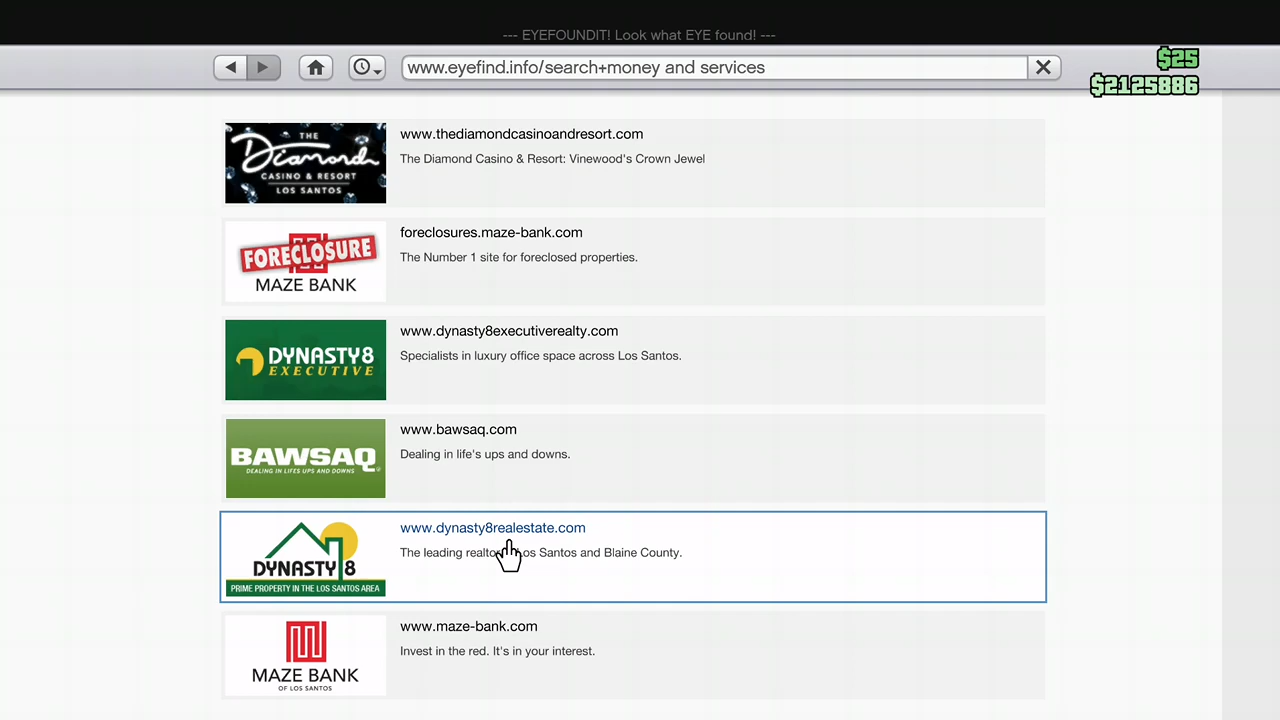 --- EYEFOUNDIT! Look what EYE found! ---
www.eyefind.info/search+money and services
$25
$2125886
THE
Diamond
CASINO & RESORT
LOS SANTOS
www.thediamondcasinoandresort.com
The Diamond Casino & Resort: Vinewood's Crown Jewel
FORECLOSURE
MAZE BANK
foreclosures.maze-bank.com
The Number 1 site for foreclosed properties.
DYNASTY8
EXECUTIVE
www.dynasty8executiverealty.com
Specialists in luxury office space across Los Santos.
BAWSAQ
DEALING IN LIFE'S UPS AND DOWNS
www.bawsaq.com
Dealing in life's ups and downs.
DYNASTY 8
PRIME PROPERTY IN THE LOS SANTOS AREA
www.dynasty8realestate.com
The leading realto os Santos and Blaine County.
MAZE BANK
OF LOS SANTOS
www.maze-bank.com
Invest in the red. It's in your interest.